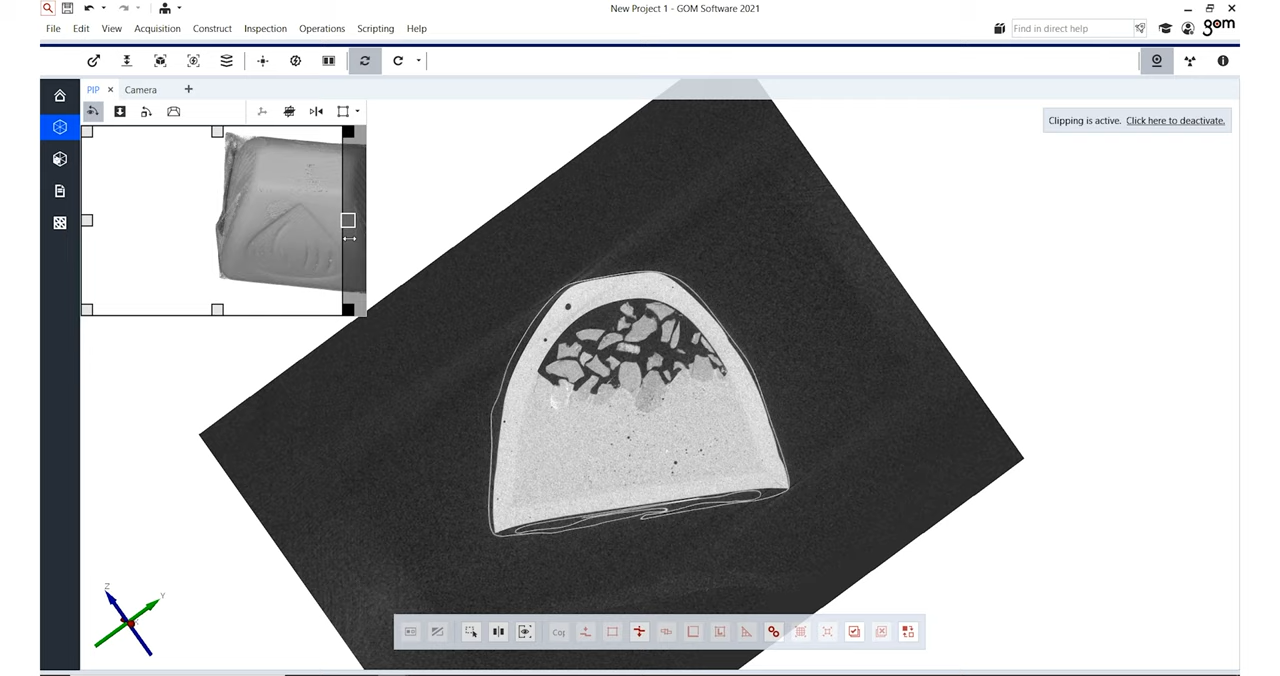 New Project 1 - GOM Software 2021
File Edit View Acquisition Construct Inspection Operations Scripting Help
Find in direct help
gom
PIP Camera
Clipping is active. Click here to deactivate.
Z
Y
Co